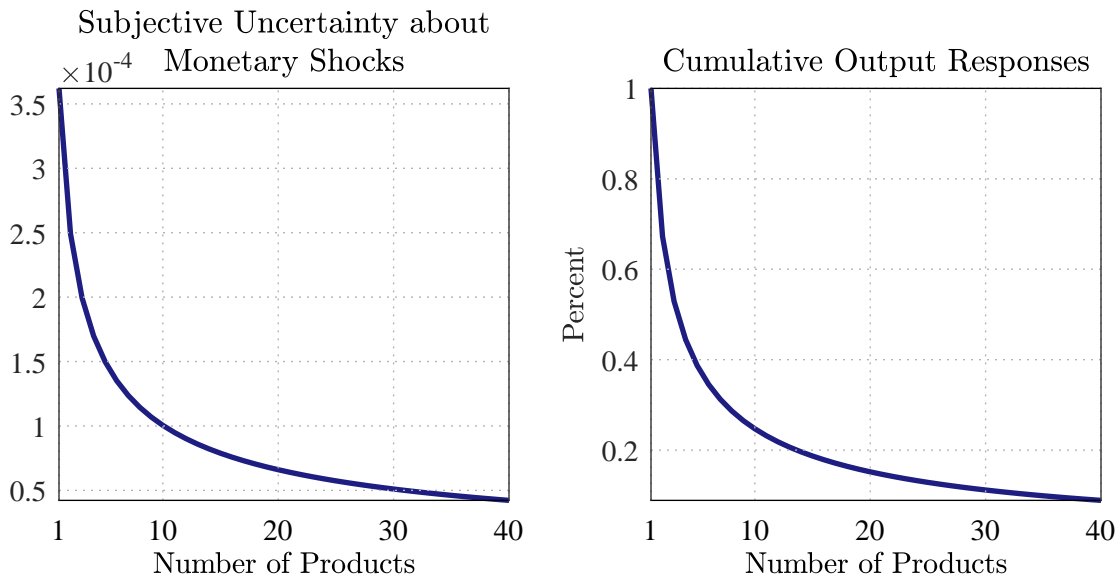 Subjective Uncertainty about
Monetary Shocks
×10-4
3.5
3
2.5
2
1.5
1
0.5
1 10 20 30 40
Number of Products
Cumulative Output Responses
Percent
1
0.8
0.6
0.4
0.2
1 10 20 30 40
Number of Products